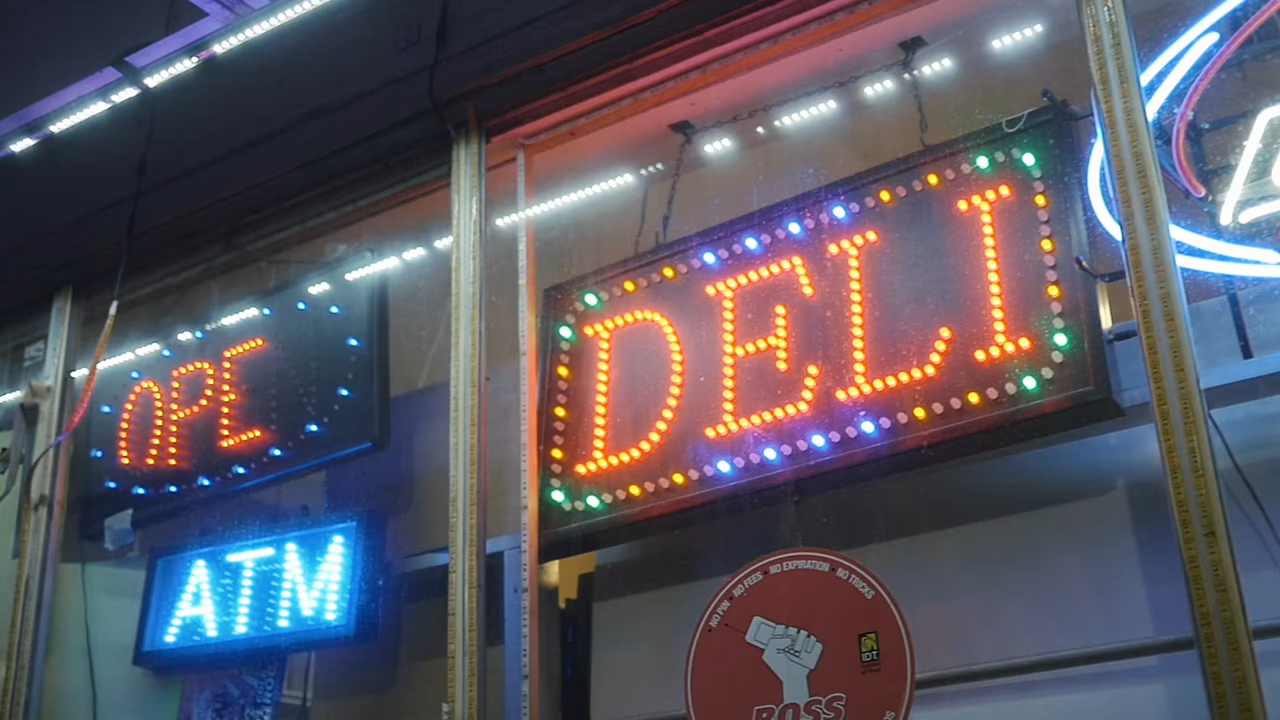 OPE
DELI
ATM
· NO PIN · NO FEES · NO EXPIRATION · NO TRICKS
IDT
BOSS